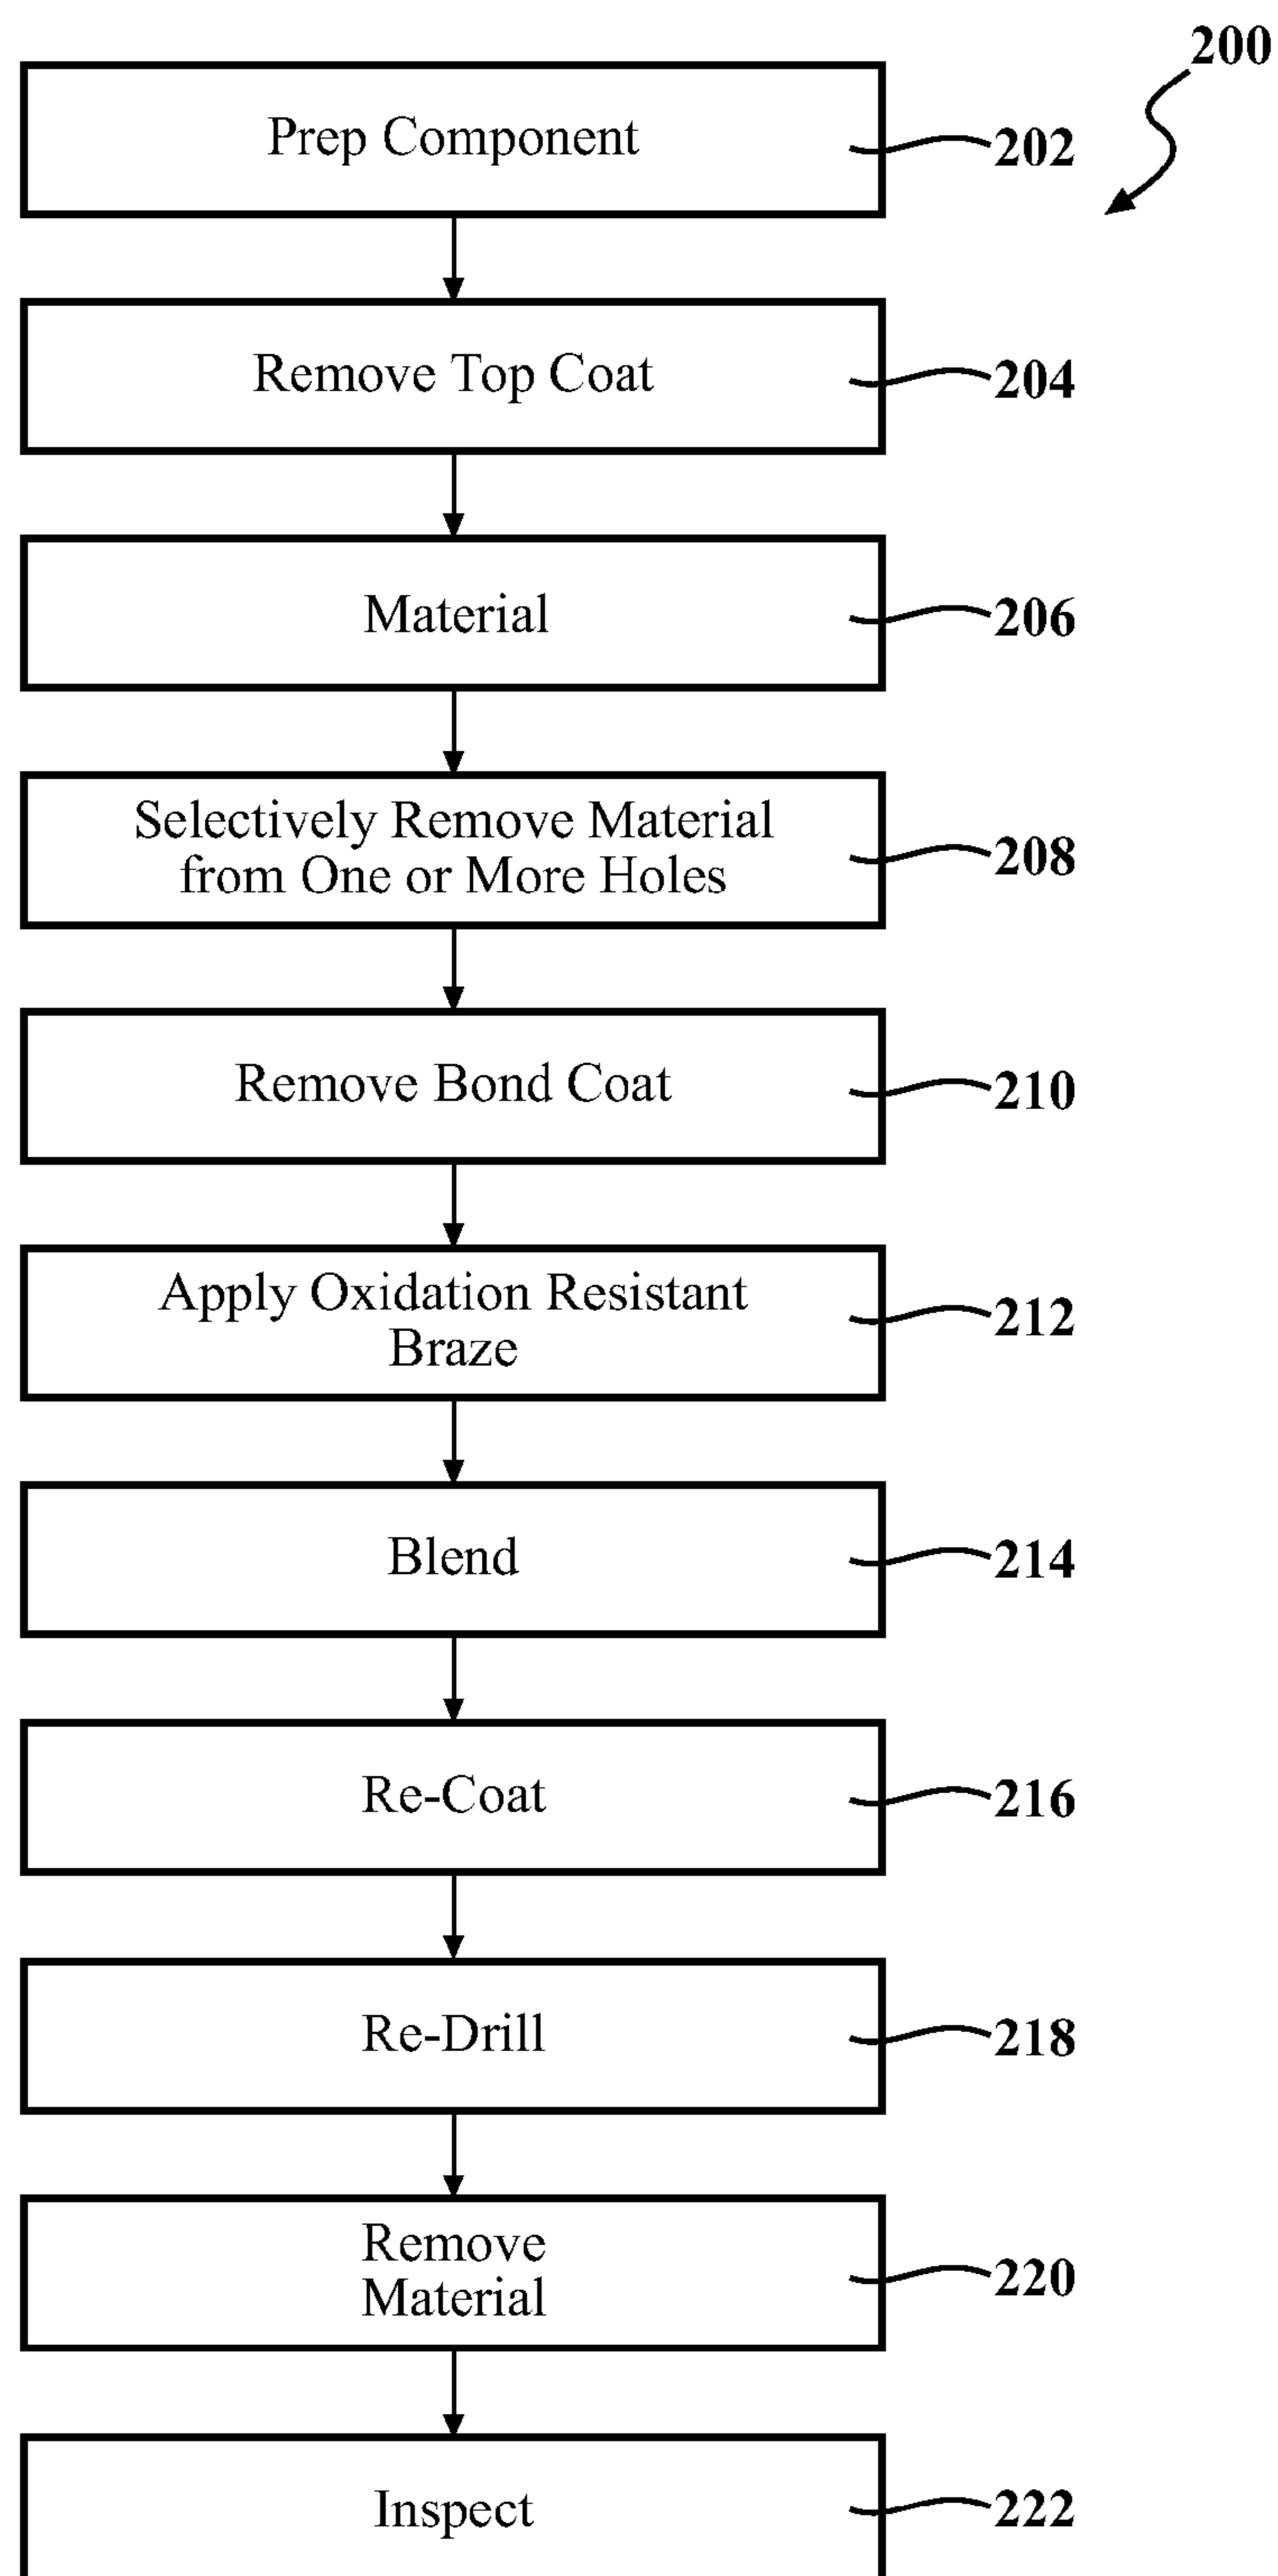 200
Prep Component
202
Remove Top Coat
204
Material
206
Selectively Remove Material
from One or More Holes
208
Remove Bond Coat
210
Apply Oxidation Resistant
Braze
212
Blend
214
Re-Coat
216
Re-Drill
218
Remove
Material
220
Inspect
222